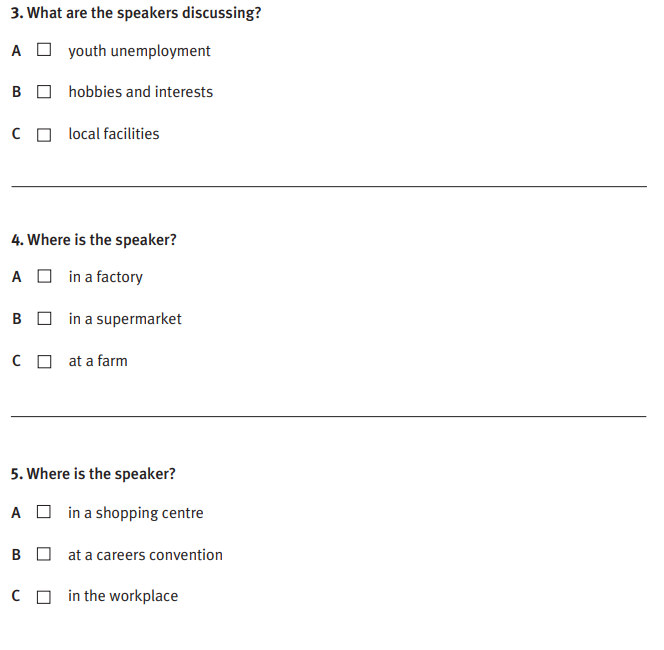 3. What are the speakers discussing?
A □ youth unemployment
B □ hobbies and interests
C □ local facilities
4. Where is the speaker?
A □ in a factory
B □ in a supermarket
C □ at a farm
5. Where is the speaker?
A □ in a shopping centre
B □ at a careers convention
C □ in the workplace